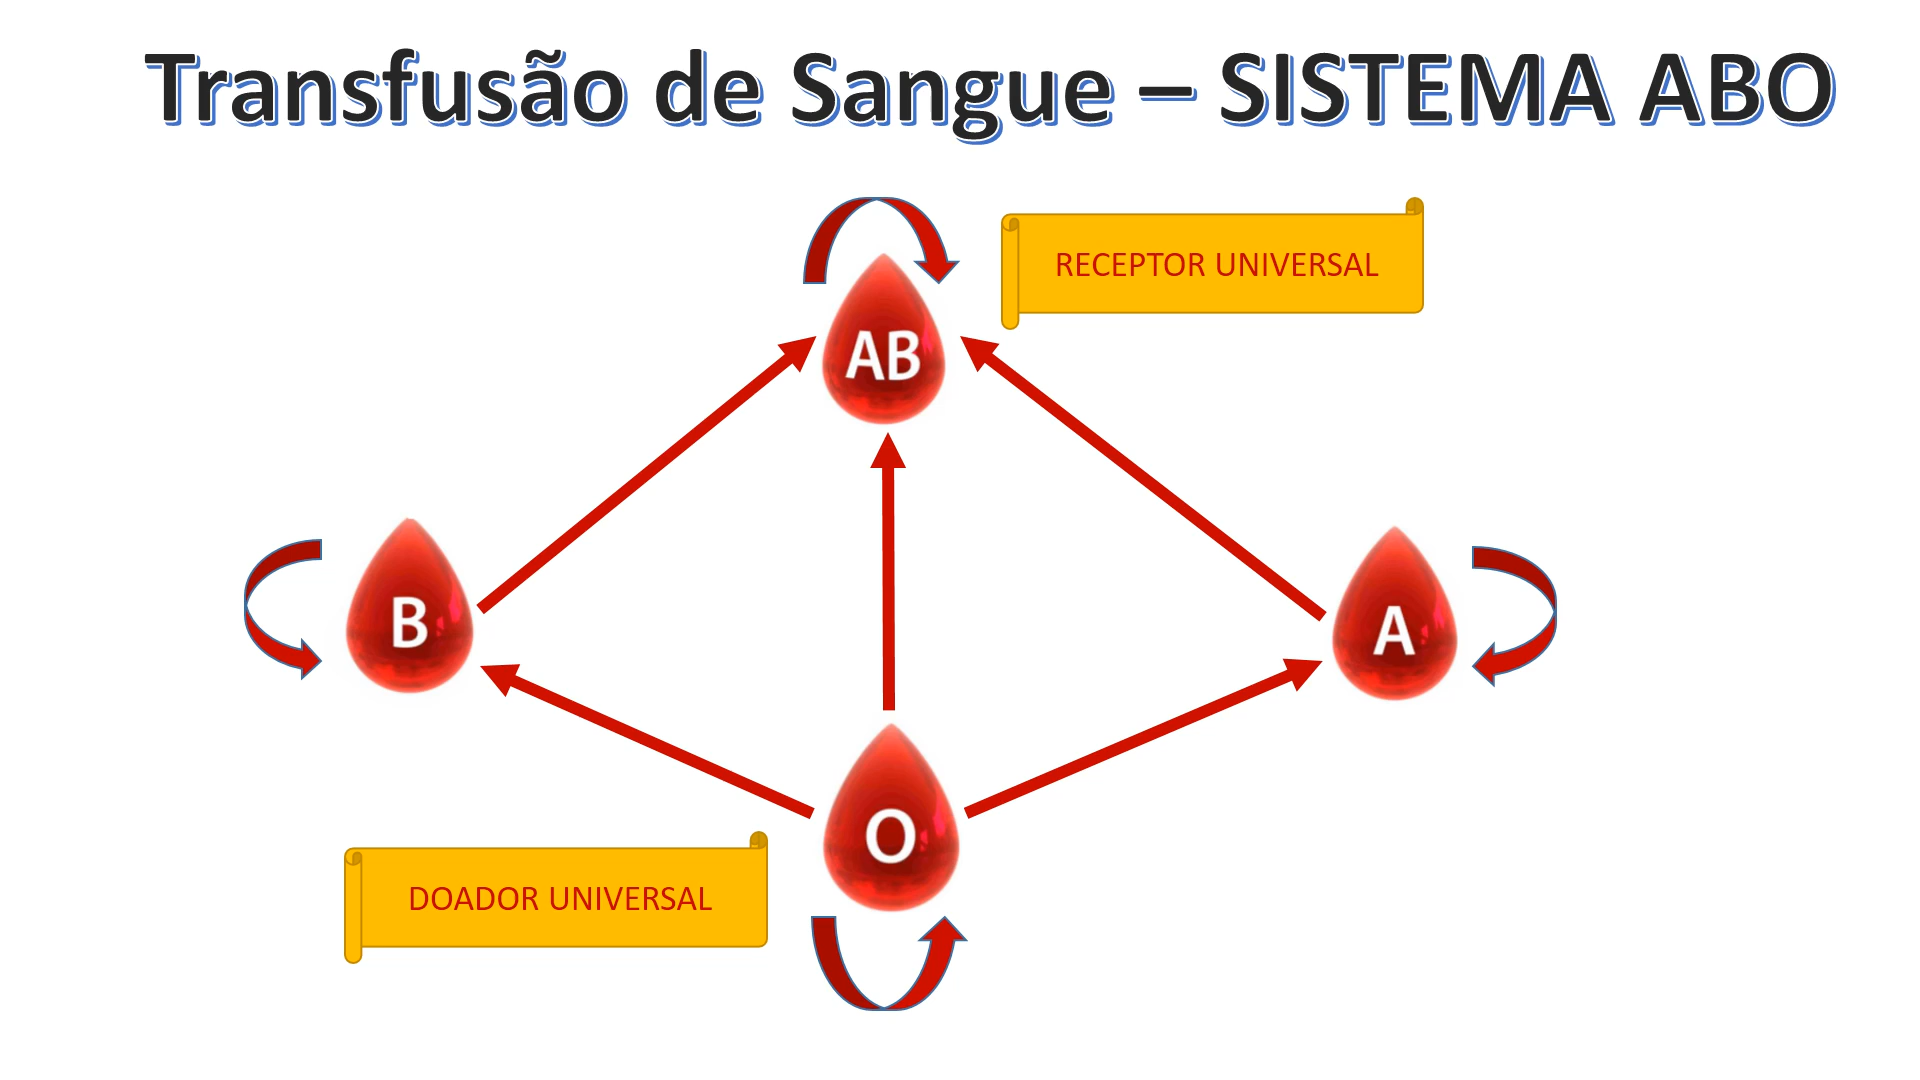 Transfusão de Sangue – SISTEMA ABO
RECEPTOR UNIVERSAL
AB
B
A
O
DOADOR UNIVERSAL